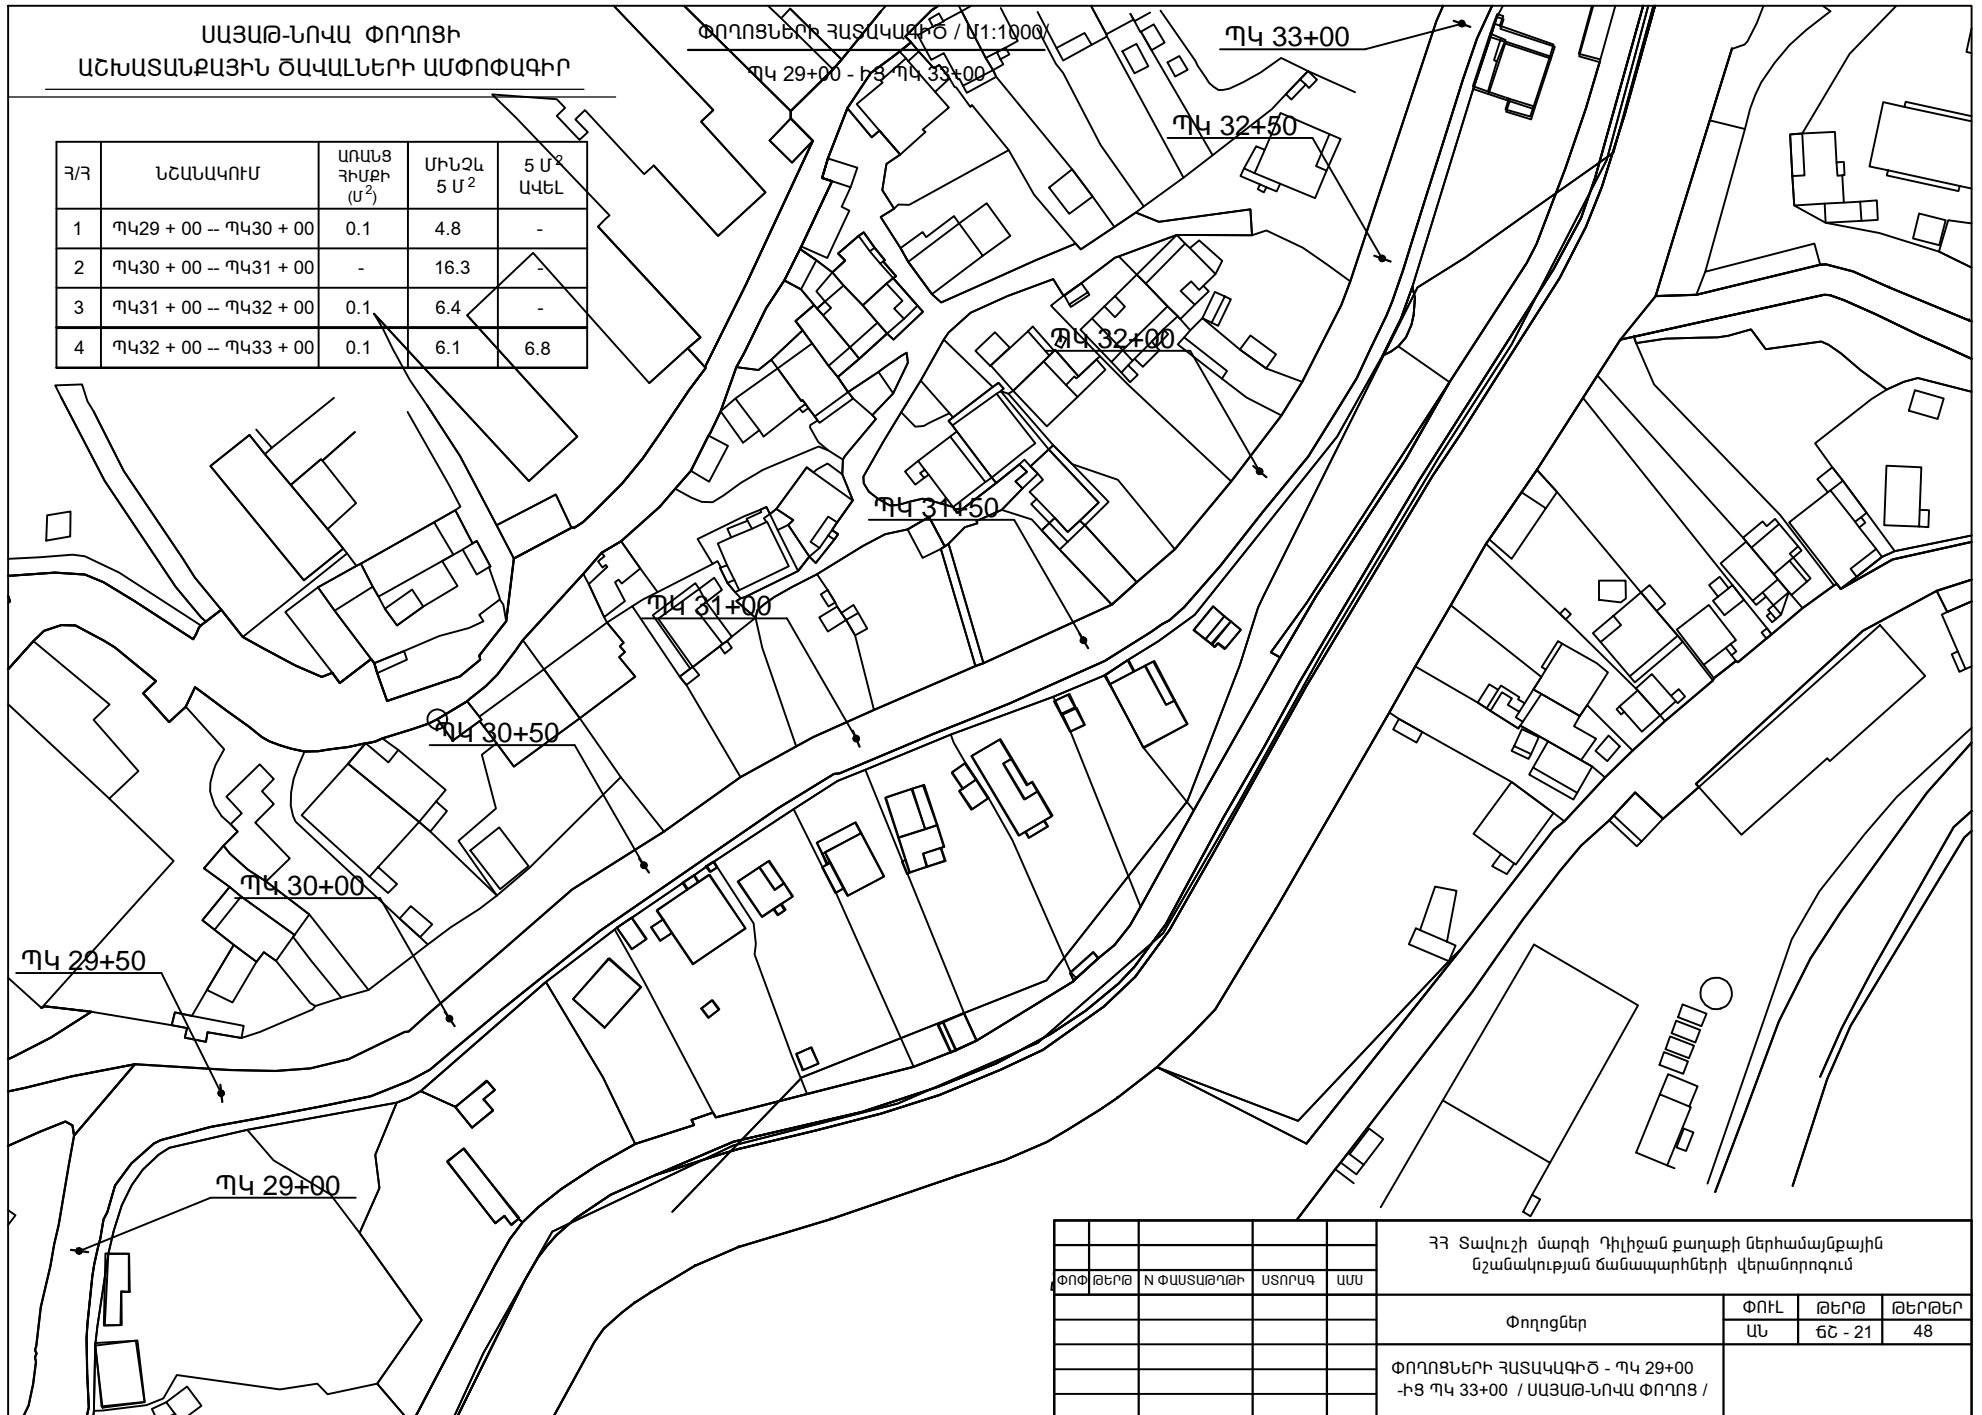 ՍԱՅԱԹ-ՆՈՎԱ ՓՈՂՈՑԻ
ԱՇԽԱՏԱՆՔԱՅԻՆ ԾԱՎԱԼՆԵՐԻ ԱՄՓՈՓԱԳԻՐ
ՓՈՂՈՑՆԵՐԻ ՀԱՏԱԿԱԳԻԾ / Մ1:1000/
ՊԿ 29+00 - ԻՑ ՊԿ 33+00
Հ/Հ ՆՇԱՆԱԿՈՒՄ ԱՌԱՆՑ ՀԻՄՔԻ (Մ²) ՄԻՆՉև 5 Մ² 5 Մ² ԱՎԵԼ
1 ՊԿ29 + 00 -- ՊԿ30 + 00 0.1 4.8 -
2 ՊԿ30 + 00 -- ՊԿ31 + 00 - 16.3 -
3 ՊԿ31 + 00 -- ՊԿ32 + 00 0.1 6.4 -
4 ՊԿ32 + 00 -- ՊԿ33 + 00 0.1 6.1 6.8
ՊԿ 33+00
ՊԿ 32+50
ՊԿ 32+00
ՊԿ 31+50
ՊԿ 31+00
ՊԿ 30+50
ՊԿ 30+00
ՊԿ 29+50
ՊԿ 29+00
ՀՀ Տավուշի մարզի Դիլիջան քաղաքի ներհամայնքային
նշանակության ճանապարհների վերանորոգում
ՓՈՓ ԹԵՐԹ N ՓԱՍՏԱԹՂԹԻ ՍՏՈՐԱԳ ԱՄՍ
Փողոցներ
ՓՈՒԼ ԹԵՐԹ ԹԵՐԹԵՐ
ԱՆ ՃՇ - 21 48
ՓՈՂՈՑՆԵՐԻ ՀԱՏԱԿԱԳԻԾ - ՊԿ 29+00
-ԻՑ ՊԿ 33+00 / ՍԱՅԱԹ-ՆՈՎԱ ՓՈՂՈՑ /